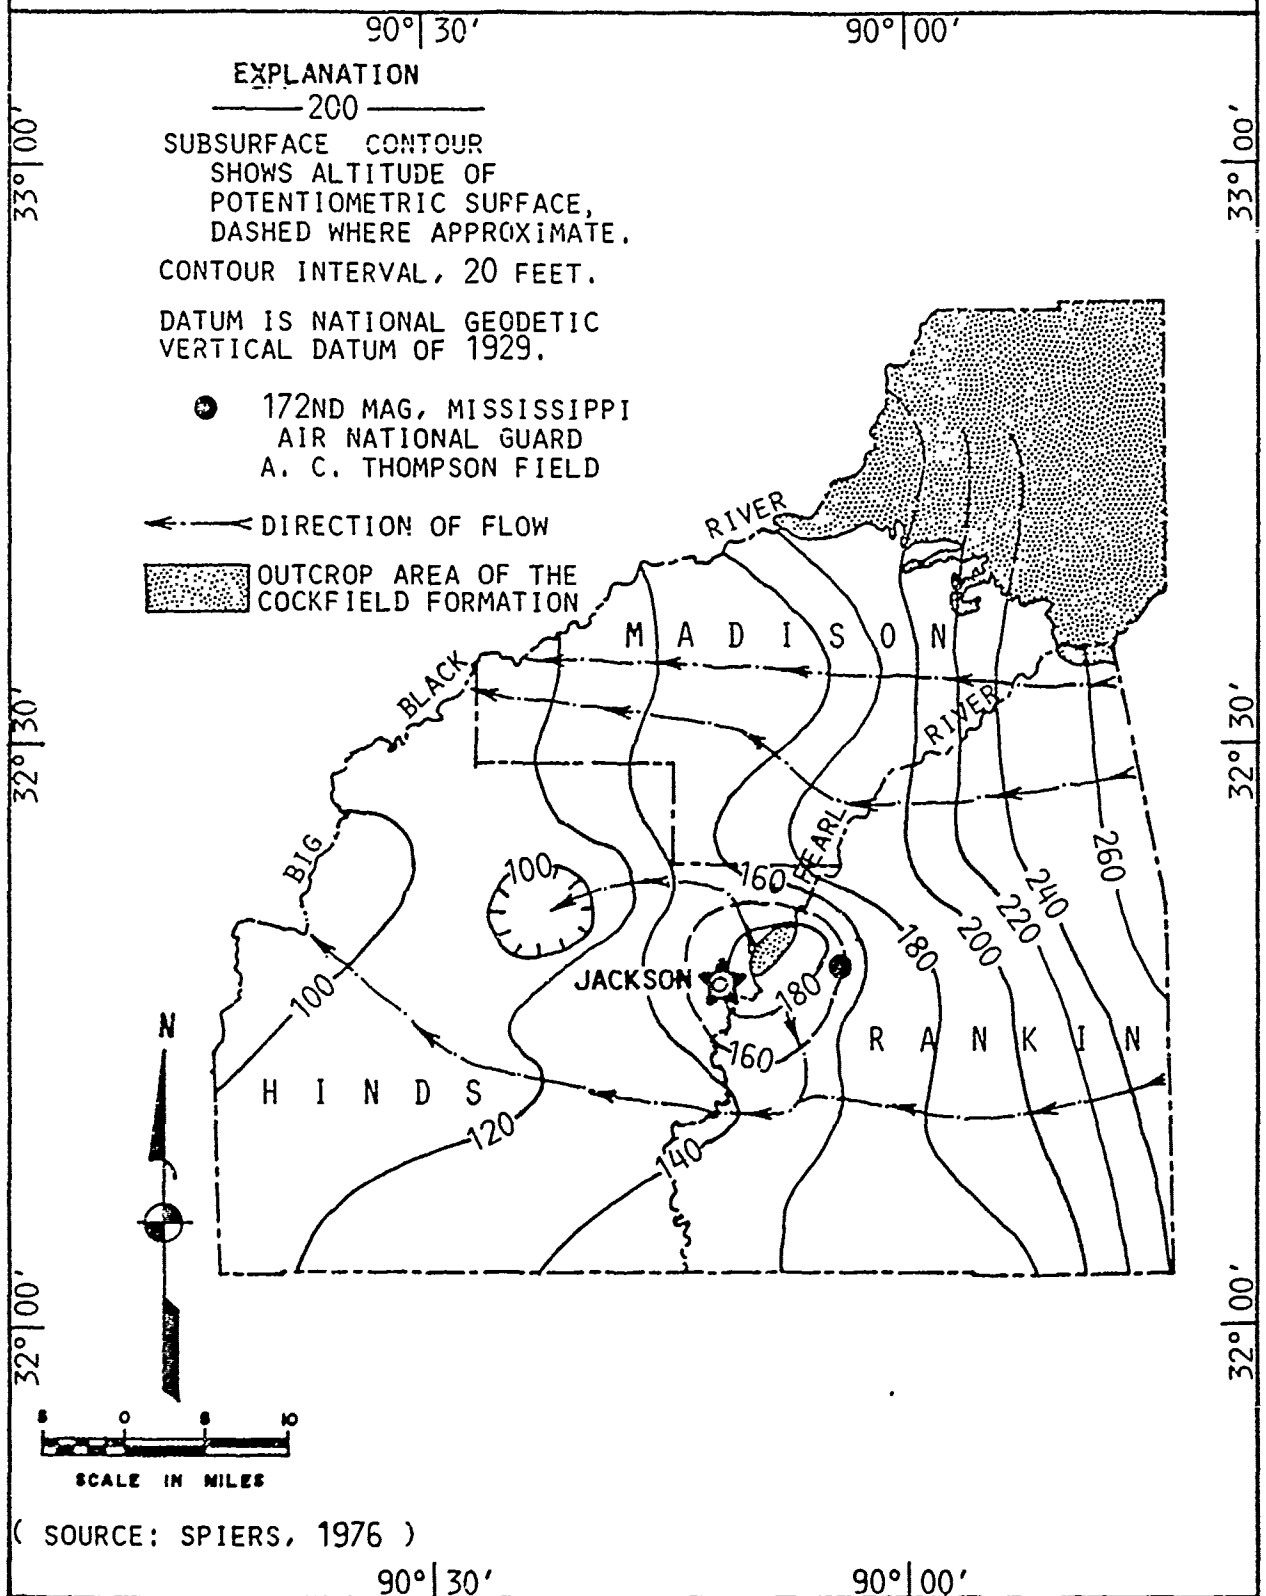 90°30′ 90°00′
EXPLANATION
200
SUBSURFACE CONTOUR
SHOWS ALTITUDE OF
POTENTIOMETRIC SURFACE,
DASHED WHERE APPROXIMATE.
CONTOUR INTERVAL, 20 FEET.
DATUM IS NATIONAL GEODETIC
VERTICAL DATUM OF 1929.
172ND MAG, MISSISSIPPI
AIR NATIONAL GUARD
A. C. THOMPSON FIELD
DIRECTION OF FLOW
OUTCROP AREA OF THE
COCKFIELD FORMATION
33°00′
33°00′
32°30′
32°30′
32°00′
32°00′
BIG
BLACK
RIVER
MADISON
PEARL
RIVER
100
160
260
240
220
200
180
JACKSON
180
160
100
RANKIN
HINDS
120
140
N
5 0 5 10
SCALE IN MILES
( SOURCE: SPIERS, 1976 )
90°30′ 90°00′